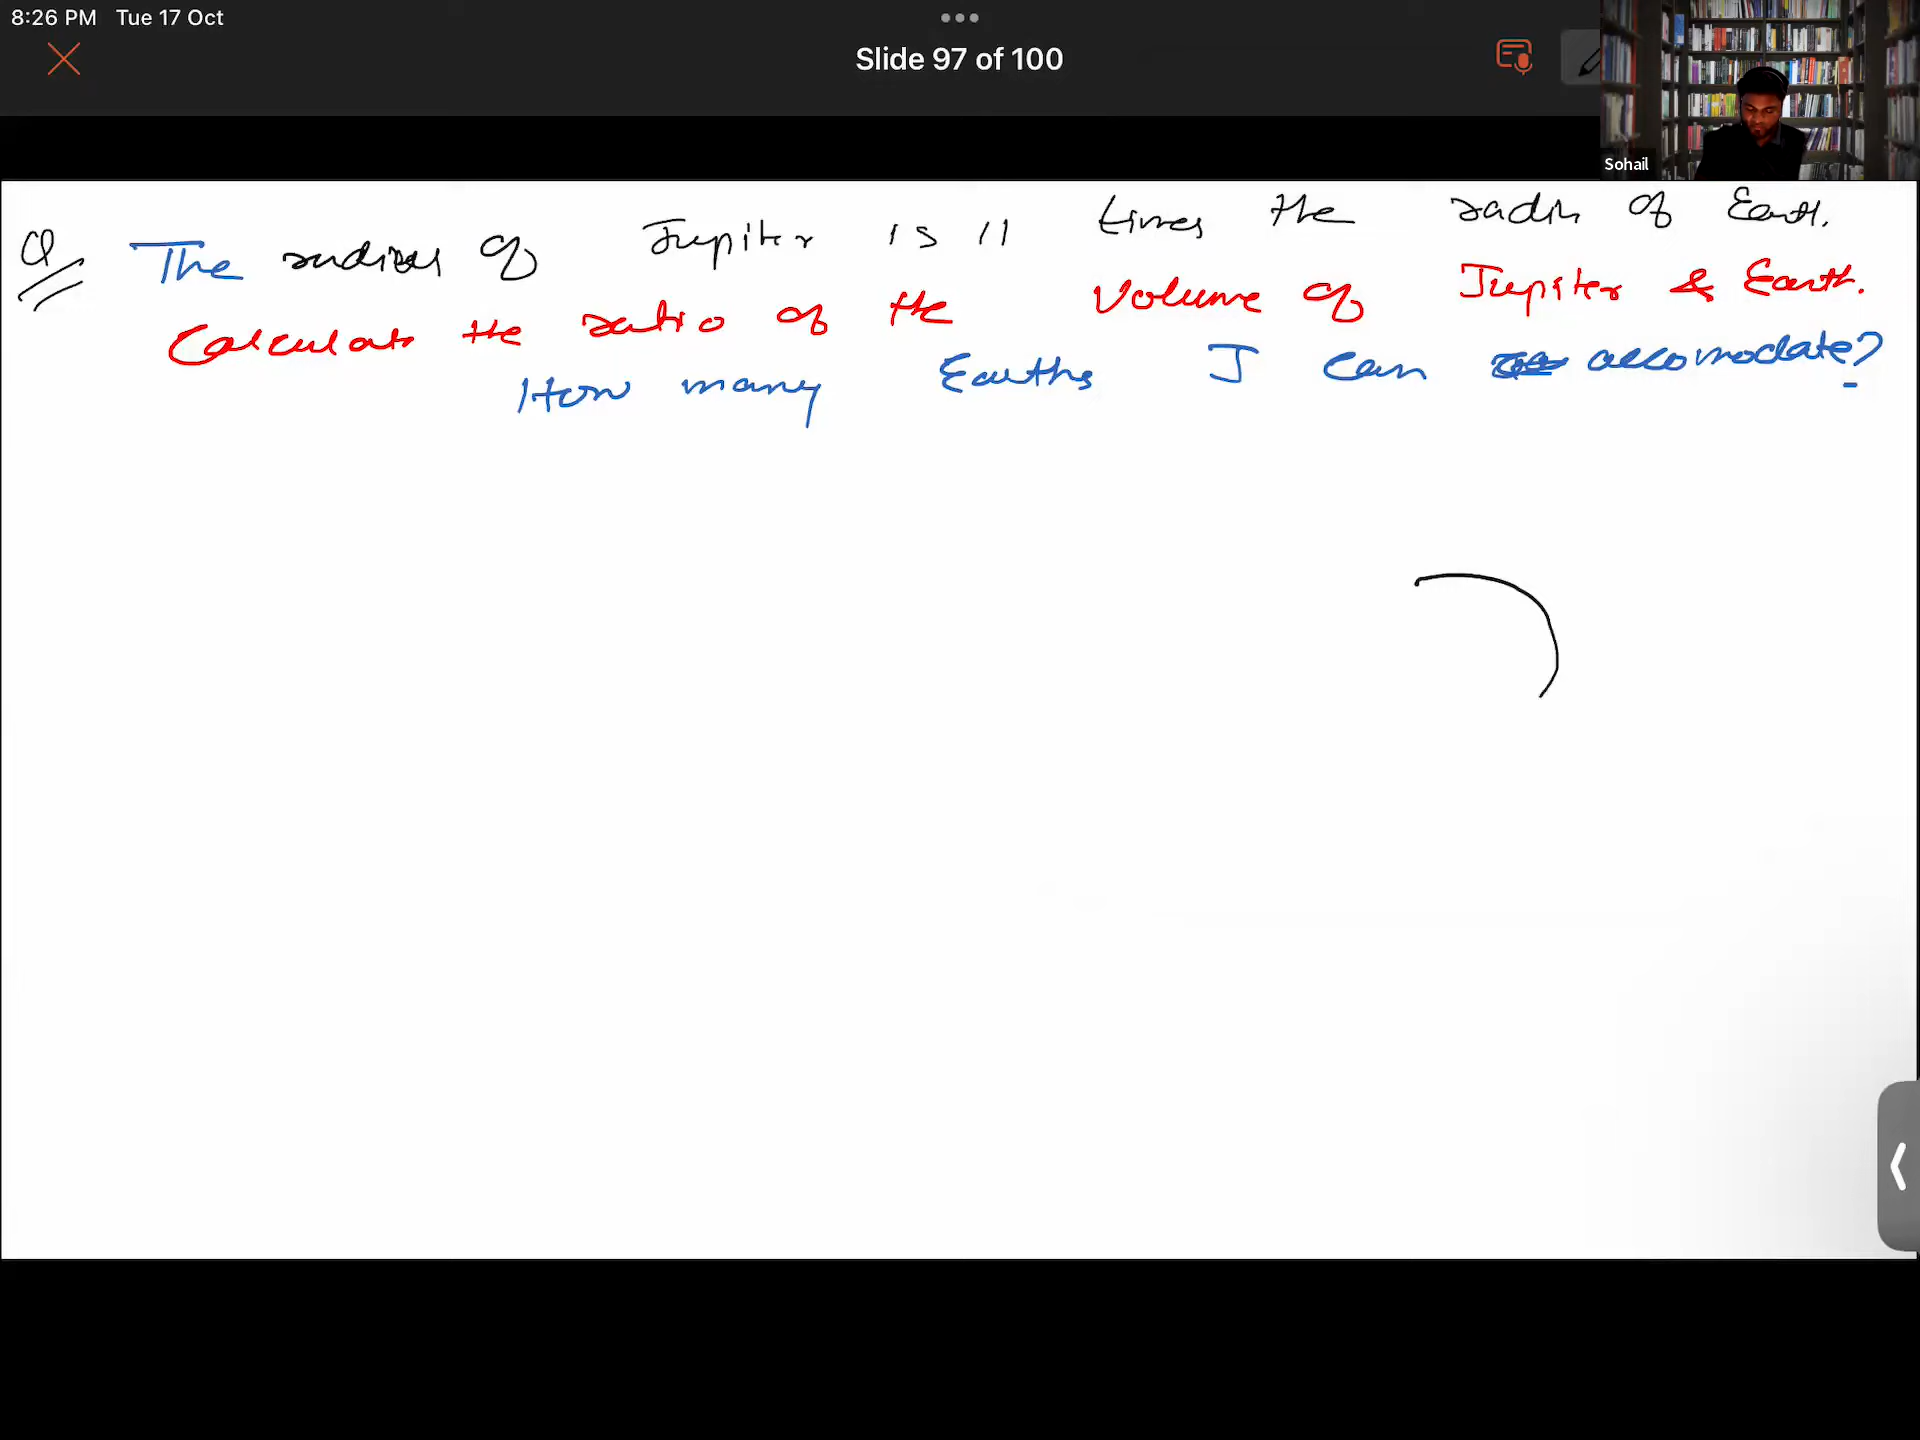 8:26 PM Tue 17 Oct
Slide 97 of 100
Sohail
Q The radius of Jupiter is 11 times the radius of Earth.
Calculate the ratio of the Volume of Jupiter & Earth.
How many Earths J can accomodate?